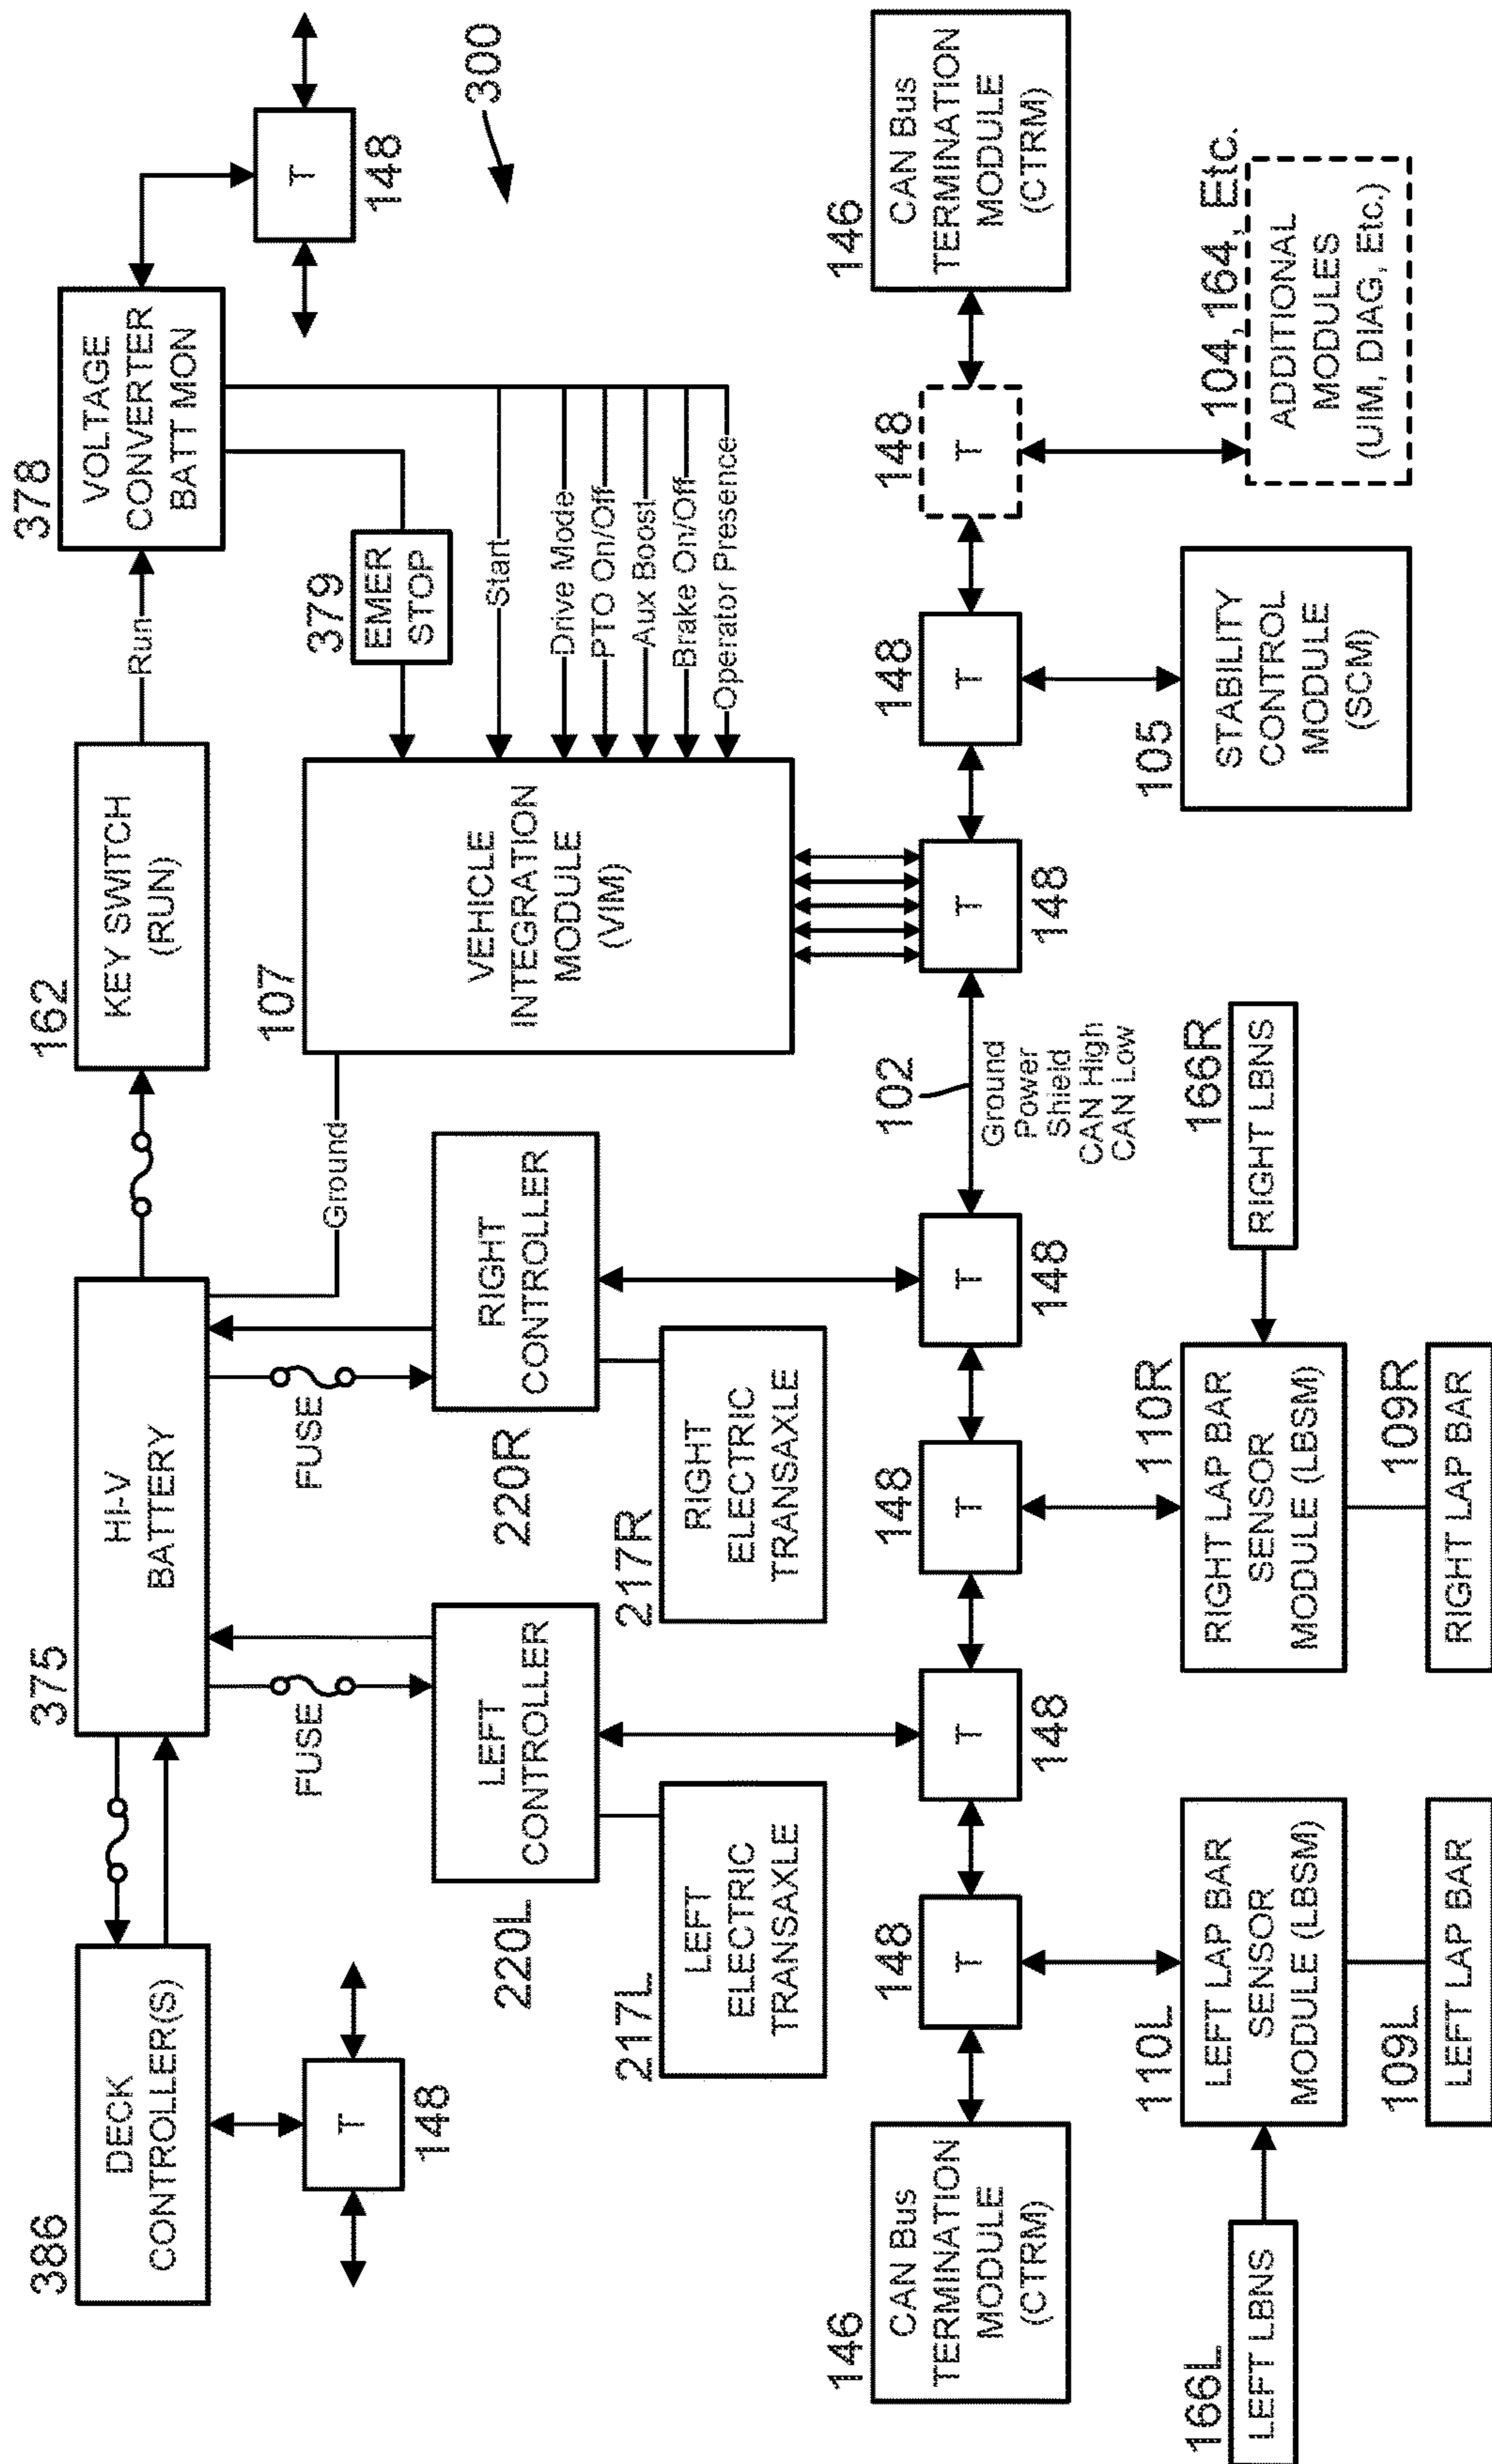 386
DECK
CONTROLLER(S)
T
148
375
HI-V
BATTERY
162
KEY SWITCH
(RUN)
Run
378
VOLTAGE
CONVERTER
BATT MON
T
148
300
FUSE
FUSE
Ground
220L
LEFT
CONTROLLER
220R
RIGHT
CONTROLLER
217L
LEFT
ELECTRIC
TRANSAXLE
217R
RIGHT
ELECTRIC
TRANSAXLE
107
VEHICLE
INTEGRATION
MODULE
(VIM)
379
EMER
STOP
Start
Drive Mode
PTO On/Off
Aux Boost
Brake On/Off
Operator Presence
146
CAN Bus
TERMINATION
MODULE
(CTRM)
148
T
T
148
148
T
T
148
102
Ground
Power
Shield
CAN High
CAN Low
T
148
148
T
148
T
146
CAN Bus
TERMINATION
MODULE
(CTRM)
166L
LEFT LBNS
110L
LEFT LAP BAR
SENSOR
MODULE (LBSM)
109L
LEFT LAP BAR
110R
RIGHT LAP BAR
SENSOR
MODULE (LBSM)
109R
RIGHT LAP BAR
166R
RIGHT LBNS
105
STABILITY
CONTROL
MODULE
(SCM)
104, 164, Etc.
ADDITIONAL
MODULES
(UIM, DIAG, Etc.)